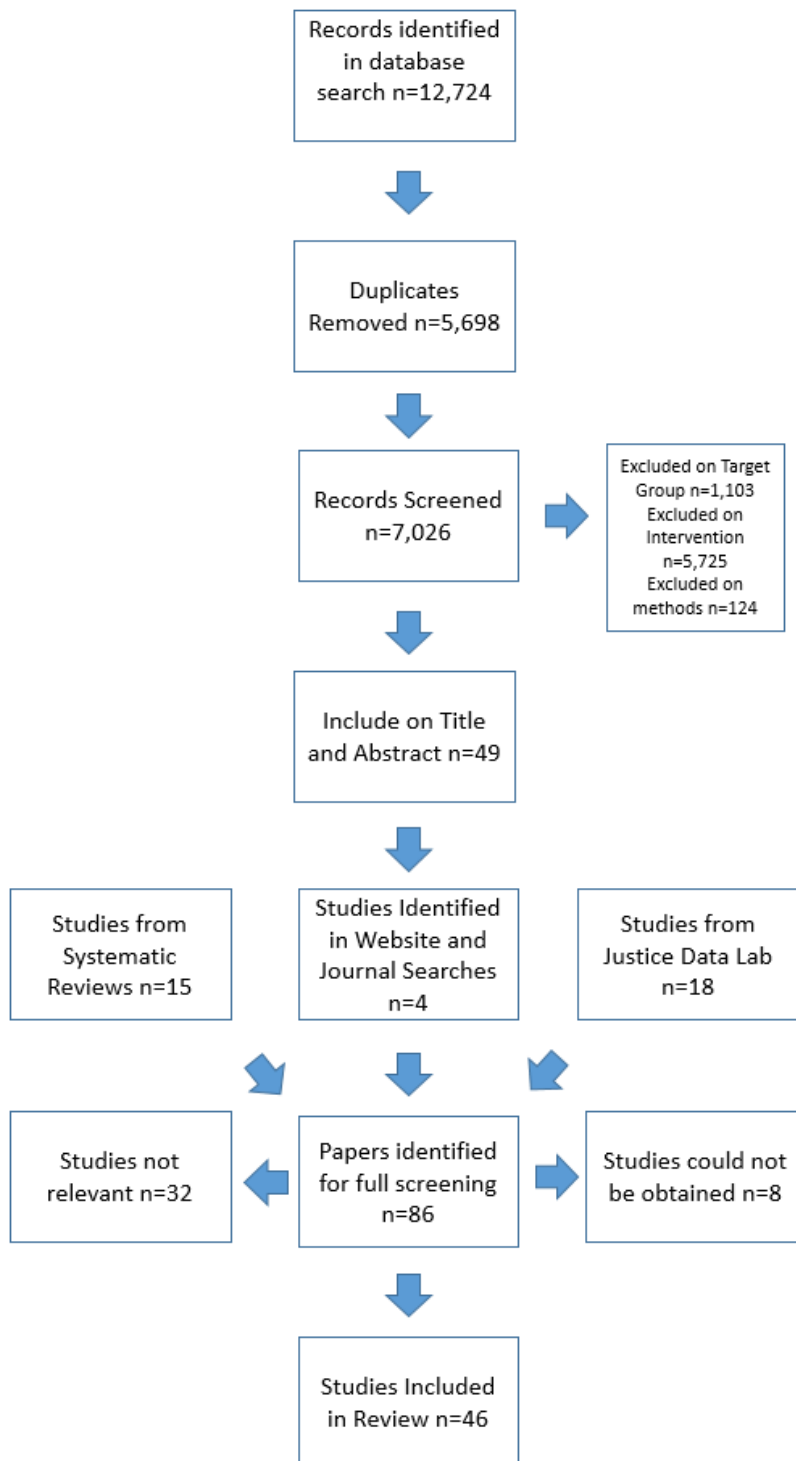 Records identified
in database
search n=12,724
Duplicates
Removed n=5,698
Records Screened
n=7,026
Excluded on Target
Group n=1,103
Excluded on
Intervention
n=5,725
Excluded on
methods n=124
Include on Title
and Abstract n=49
Studies from
Systematic
Reviews n=15
Studies Identified
in Website and
Journal Searches
n=4
Studies from
Justice Data Lab
n=18
Studies not
relevant n=32
Papers identified
for full screening
n=86
Studies could not
be obtained n=8
Studies Included
in Review n=46